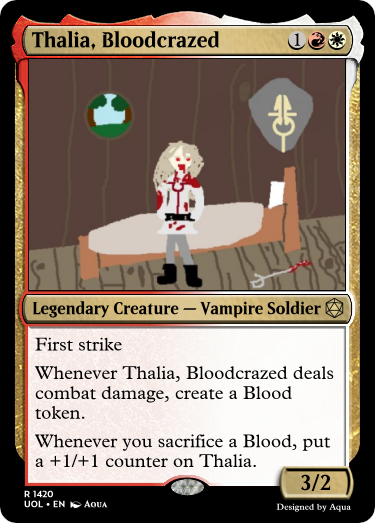 Thalia, Bloodcrazed 1
Legendary Creature — Vampire Soldier
First strike
Whenever Thalia, Bloodcrazed deals
combat damage, create a Blood
token.
Whenever you sacrifice a Blood, put
a +1/+1 counter on Thalia.
3/2
R 1420
UOL • EN Aqua
Designed by Aqua